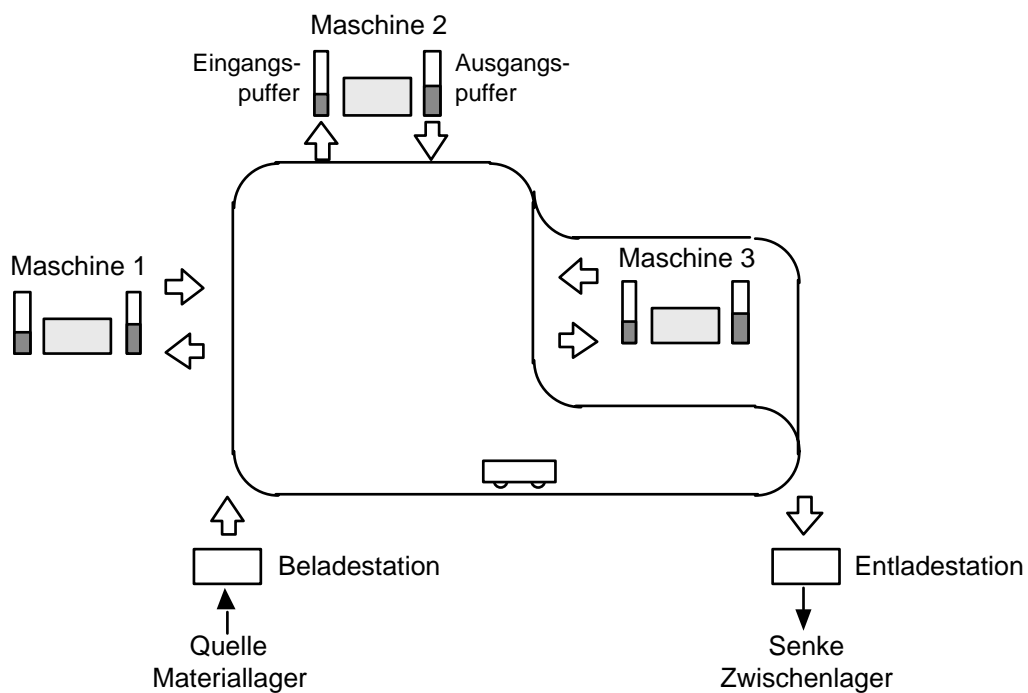 Maschine 2
Eingangs-
puffer
Ausgangs-
puffer
Maschine 1
Maschine 3
Beladestation
Entladestation
Quelle
Materiallager
Senke
Zwischenlager